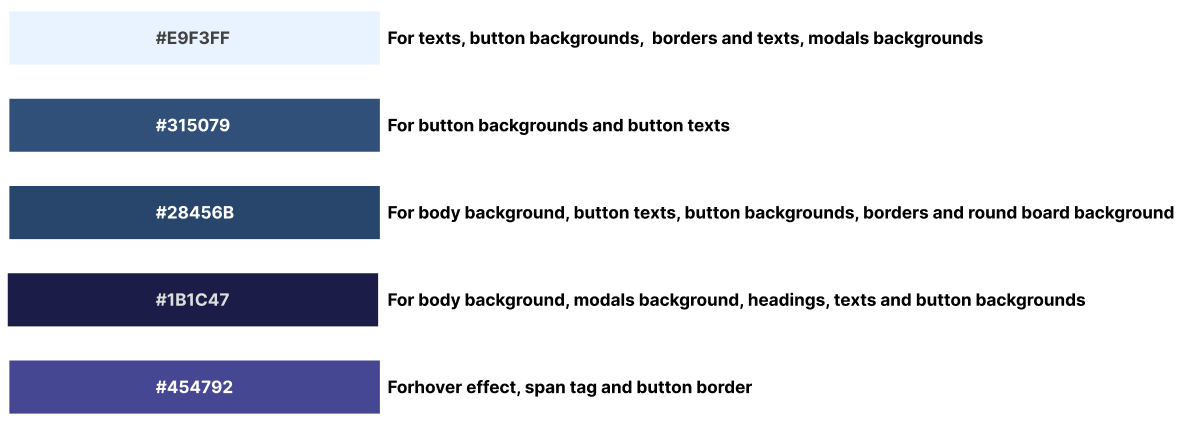 #E9F3FF For texts, button backgrounds,  borders and texts, modals backgrounds
#315079 For button backgrounds and button texts
#28456B For body background, button texts, button backgrounds, borders and round board background
#1B1C47 For body background, modals background, headings, texts and button backgrounds
#454792 Forhover effect, span tag and button border